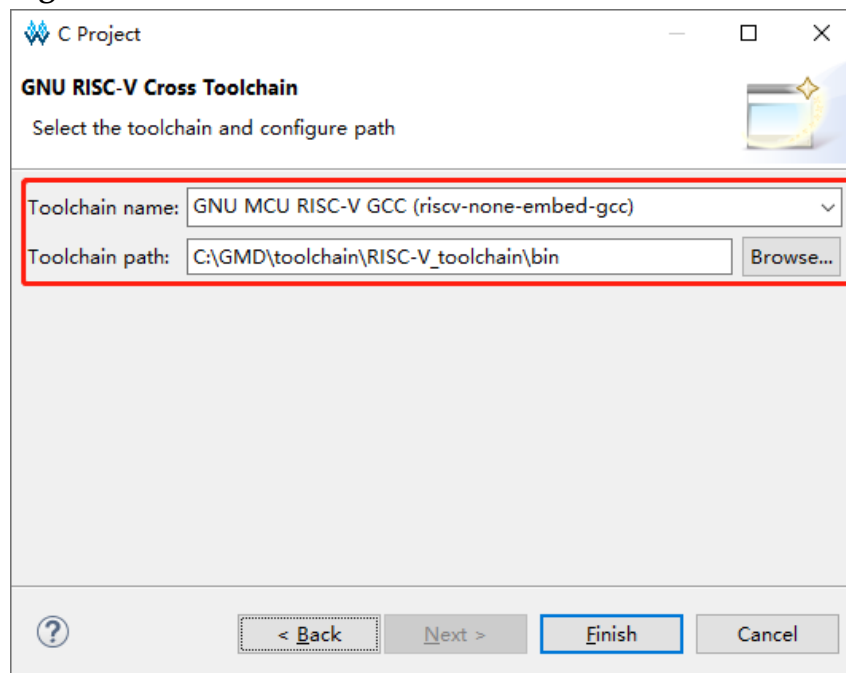 C Project
GNU RISC-V Cross Toolchain
Select the toolchain and configure path
Toolchain name: GNU MCU RISC-V GCC (riscv-none-embed-gcc)
Toolchain path: C:\GMD\toolchain\RISC-V_toolchain\bin Browse...
? < Back Next > Finish Cancel